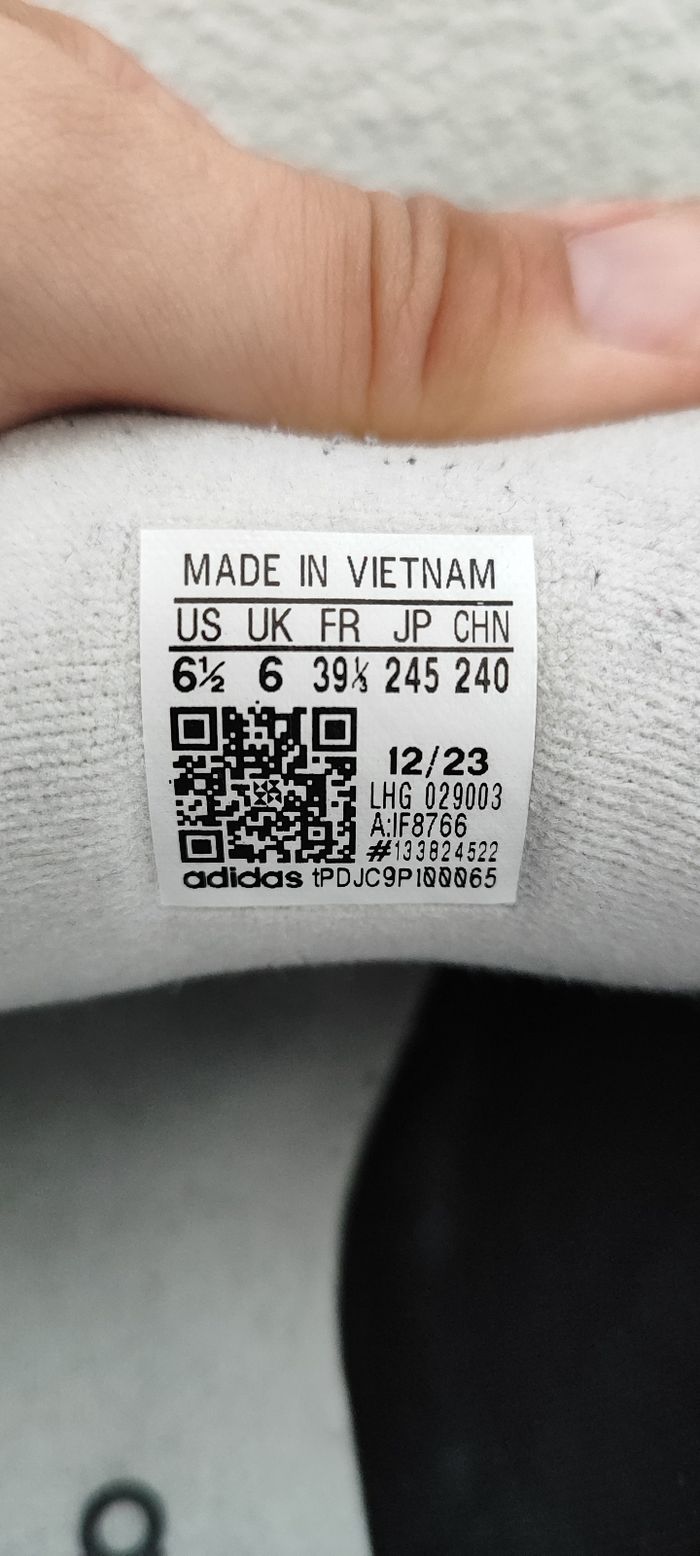 MADE IN VIETNAM
US UK FR JP CHN
6½ 6 39⅓ 245 240
12/23
LHG 029003
A:IF8766
#133824522
adidas tPDJC9P100065